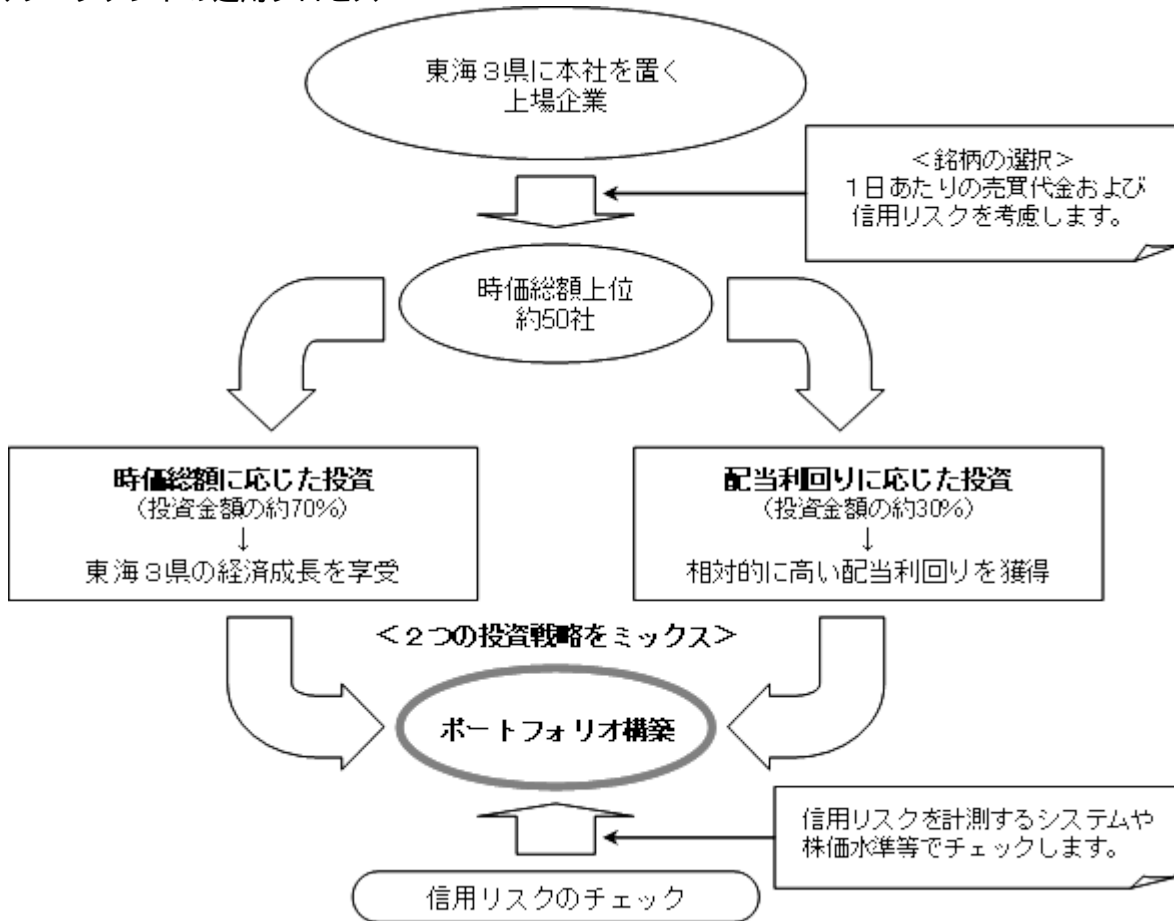 東海３県に本社を置く
上場企業
＜銘柄の選択＞
１日あたりの売買代金および
信用リスクを考慮します。
時価総額上位
約50社
時価総額に応じた投資
（投資金額の約70%）
↓
東海３県の経済成長を享受
配当利回りに応じた投資
（投資金額の約30%）
↓
相対的に高い配当利回りを獲得
＜２つの投資戦略をミックス＞
ポートフォリオ構築
信用リスクを計測するシステムや
株価水準等でチェックします。
信用リスクのチェック